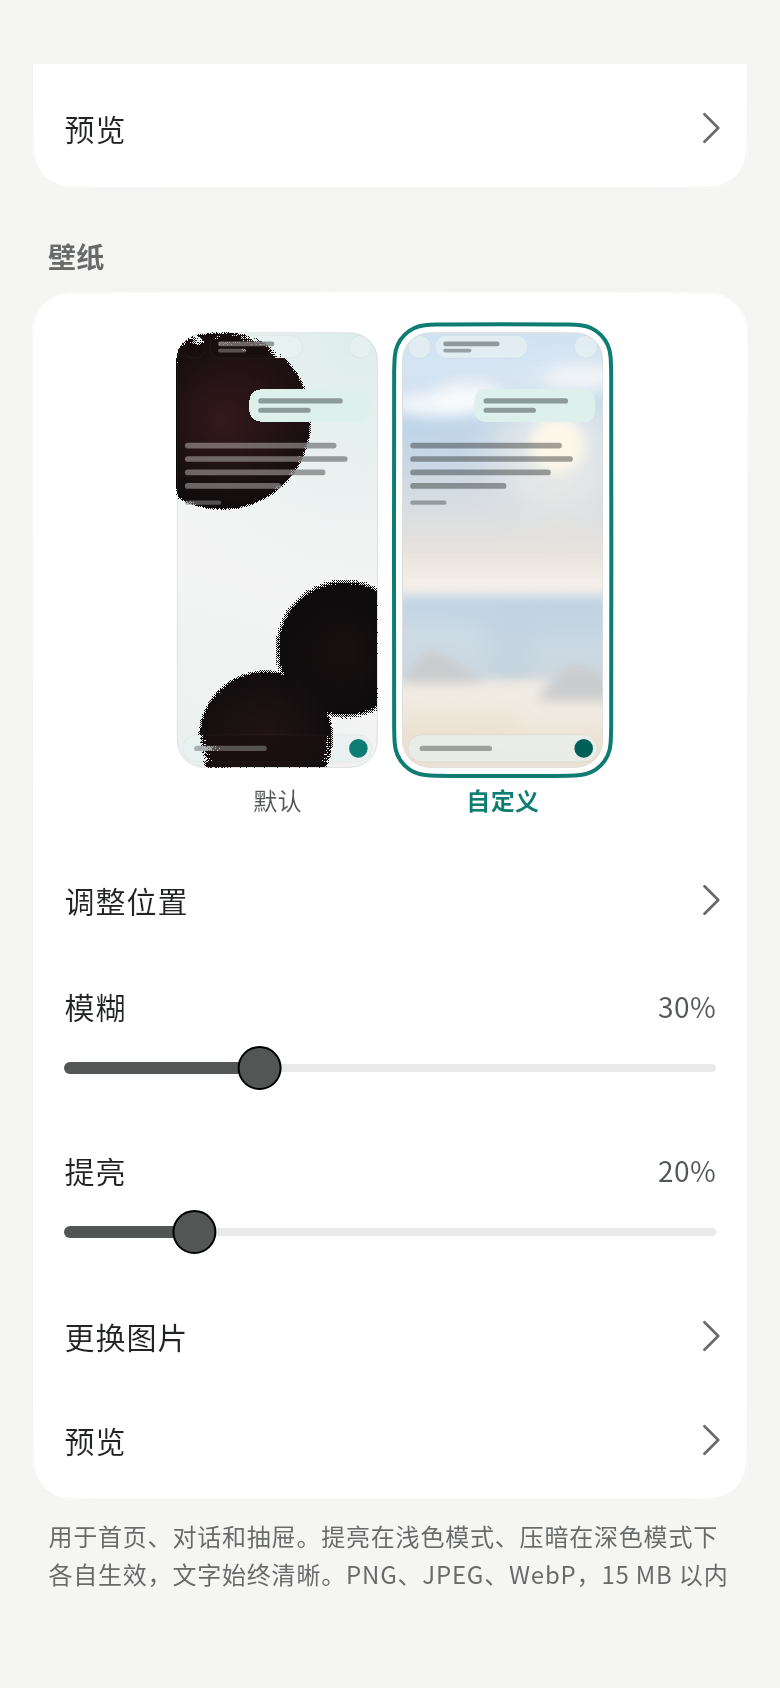 预览
壁纸
默认
自定义
调整位置
模糊
30%
提亮
20%
更换图片
预览
用于首页、对话和抽屉。提亮在浅色模式、压暗在深色模式下
各自生效，文字始终清晰。PNG、JPEG、WebP，15 MB 以内